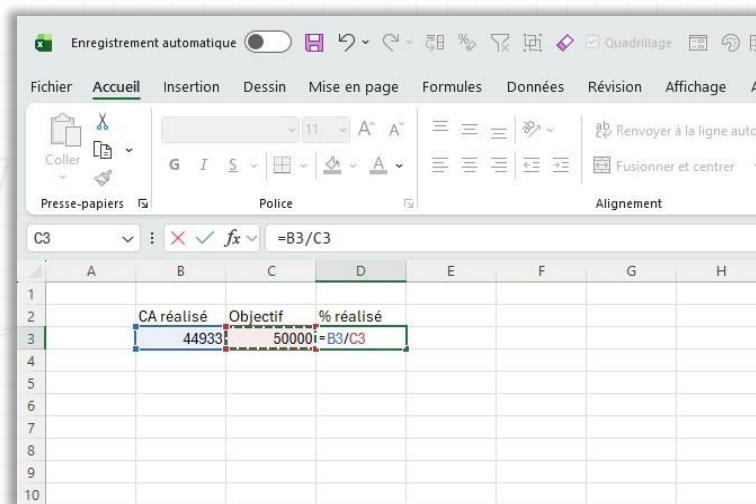 Enregistrement automatique
Quadrillage
Fichier Accueil Insertion Dessin Mise en page Formules Données Révision Affichage
Coller
11 A A
ab Renvoyer à la ligne auto
G I S A
Fusionner et centrer
Presse-papiers Police Alignement
C3 fx =B3/C3
A B C D E F G H
1
2 CA réalisé Objectif % réalisé
3 44933 50000 =B3/C3
4
5
6
7
8
9
10